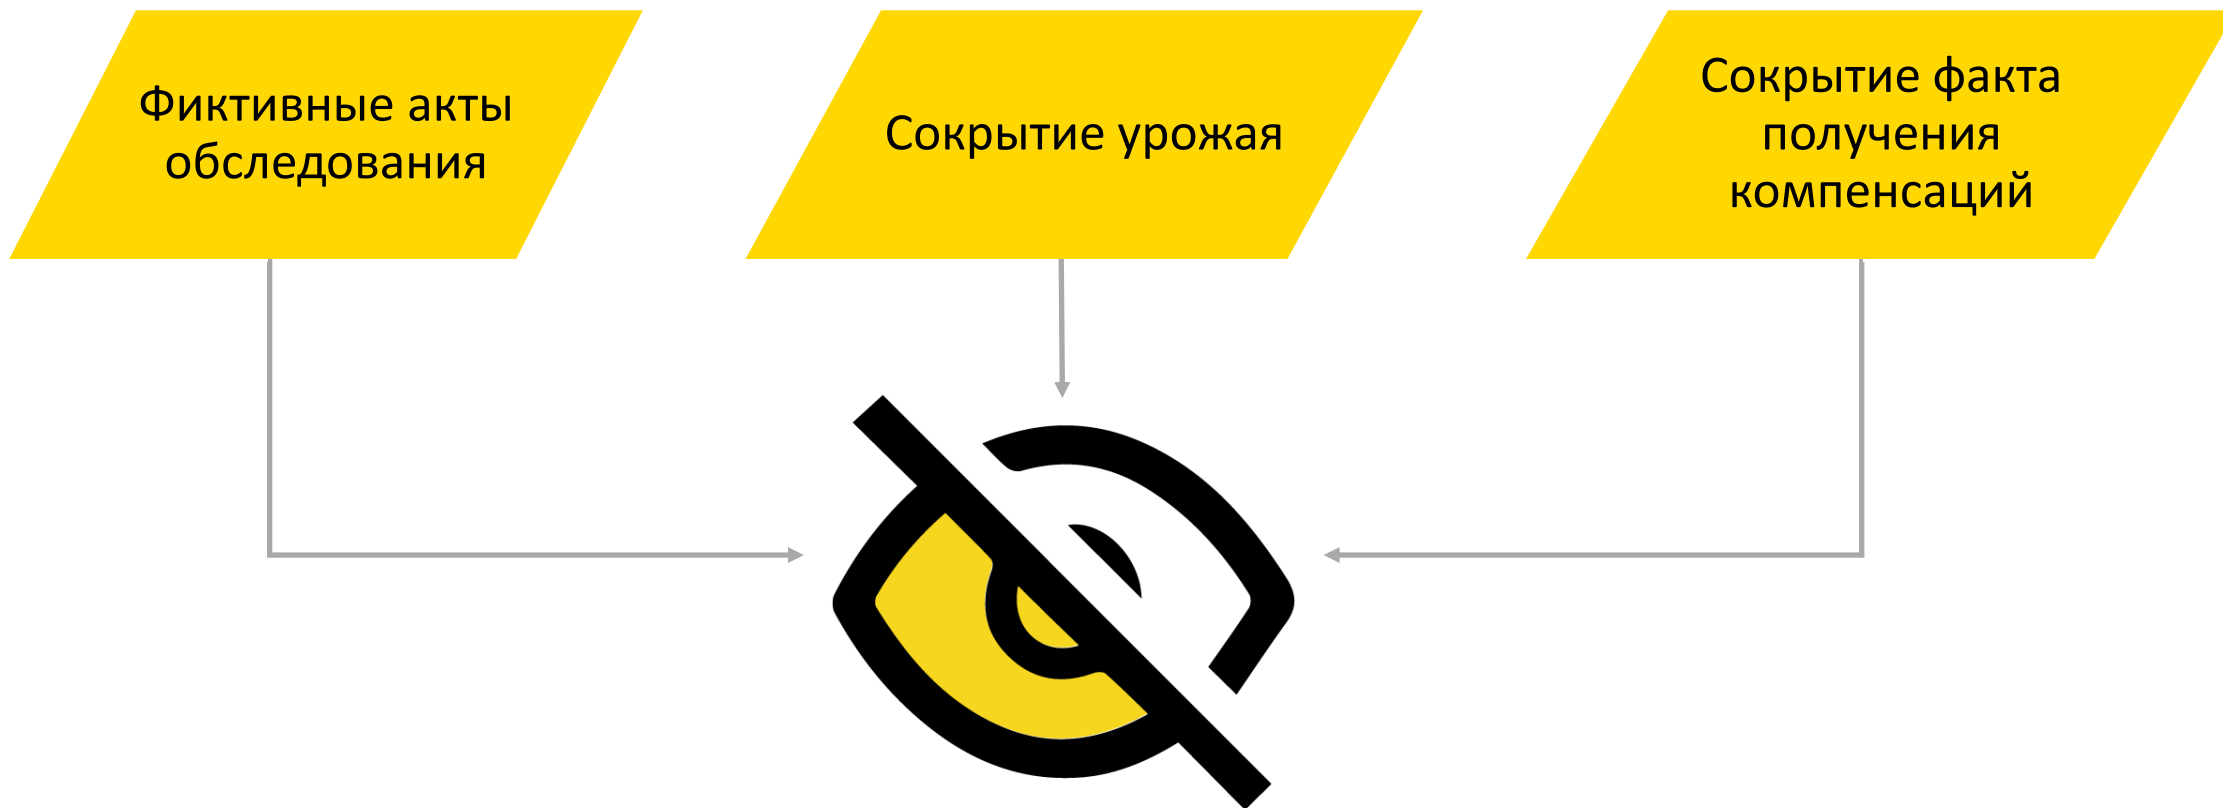 Фиктивные акты
обследования
Сокрытие урожая
Сокрытие факта
получения
компенсаций